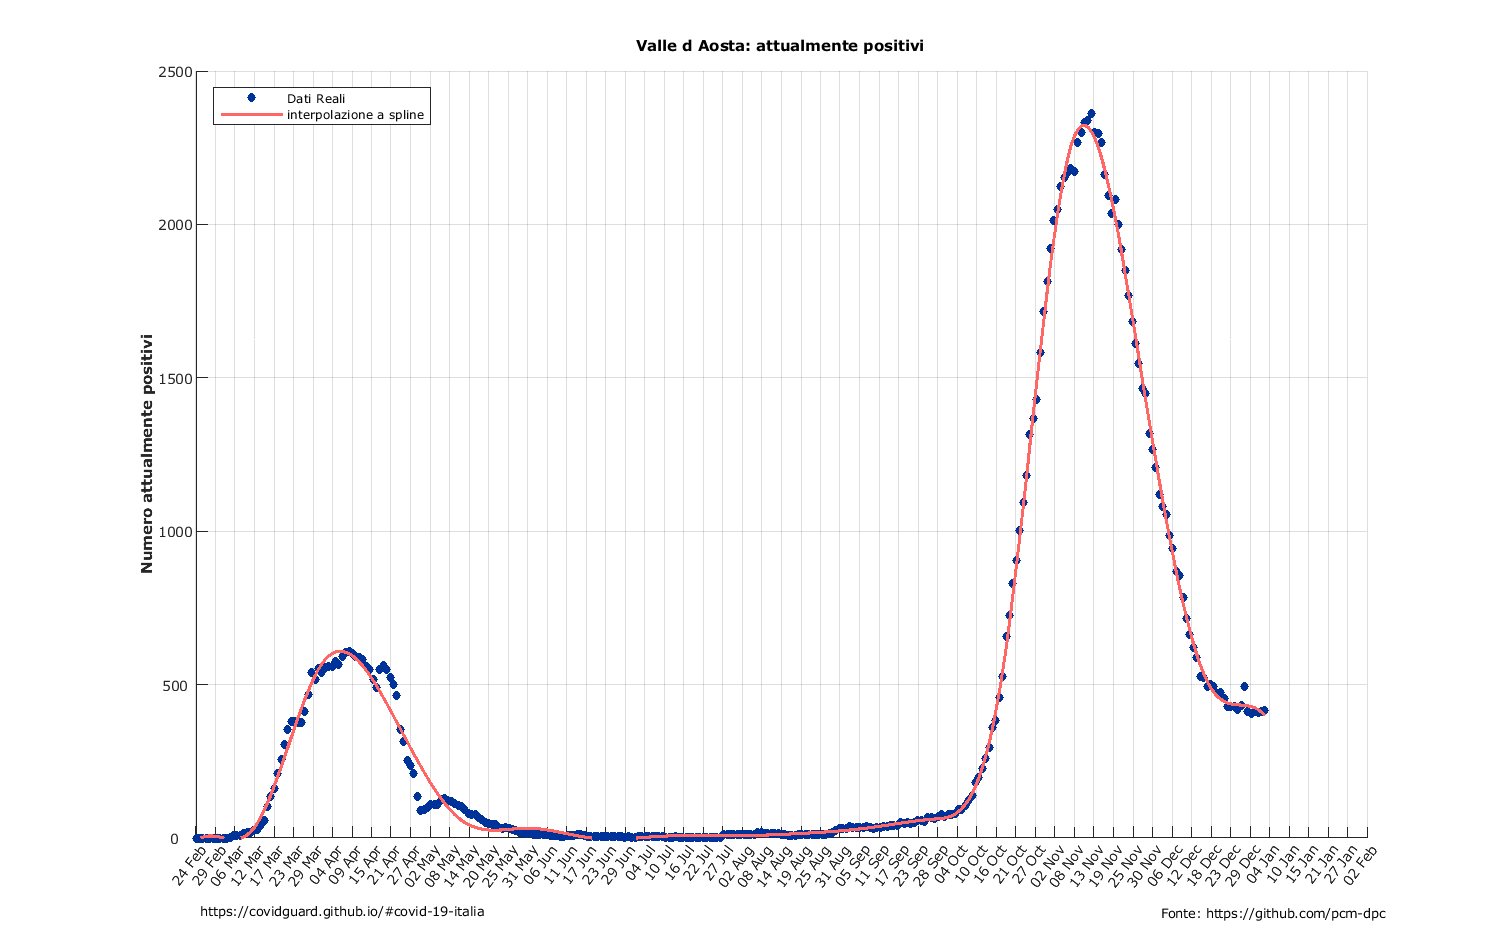 Valle d Aosta: attualmente positivi
Dati Reali
interpolazione a spline
Numero attualmente positivi
2500
2000
1500
1000
500
0
24 Feb
29 Feb
06 Mar
12 Mar
17 Mar
23 Mar
29 Mar
04 Apr
09 Apr
15 Apr
21 Apr
27 Apr
02 May
08 May
14 May
20 May
25 May
31 May
06 Jun
11 Jun
17 Jun
23 Jun
29 Jun
04 Jul
10 Jul
16 Jul
22 Jul
27 Jul
02 Aug
08 Aug
14 Aug
19 Aug
25 Aug
31 Aug
05 Sep
11 Sep
17 Sep
23 Sep
28 Sep
04 Oct
10 Oct
16 Oct
21 Oct
27 Oct
02 Nov
08 Nov
13 Nov
19 Nov
25 Nov
30 Nov
06 Dec
12 Dec
18 Dec
23 Dec
29 Dec
04 Jan
10 Jan
15 Jan
21 Jan
27 Jan
02 Feb
https://covidguard.github.io/#covid-19-italia
Fonte: https://github.com/pcm-dpc